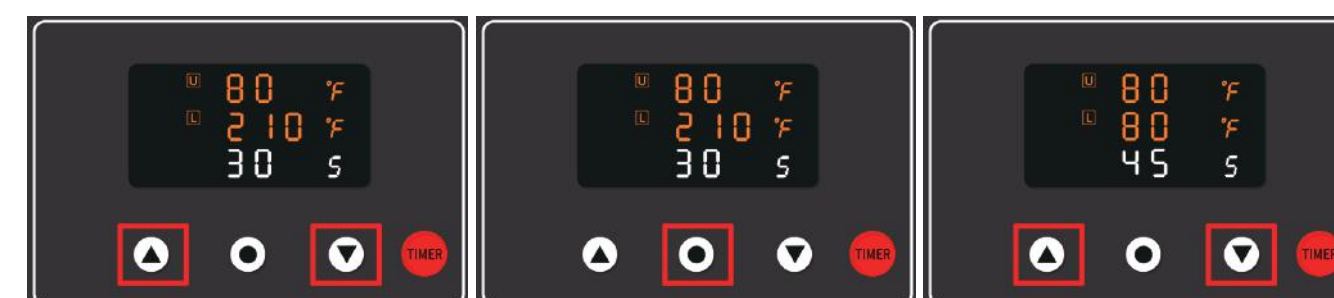 U 80 °F
L 210 °F
30 S
TIMER
U 80 °F
L 210 °F
30 S
TIMER
U 80 °F
L 80 °F
45 S
TIMER